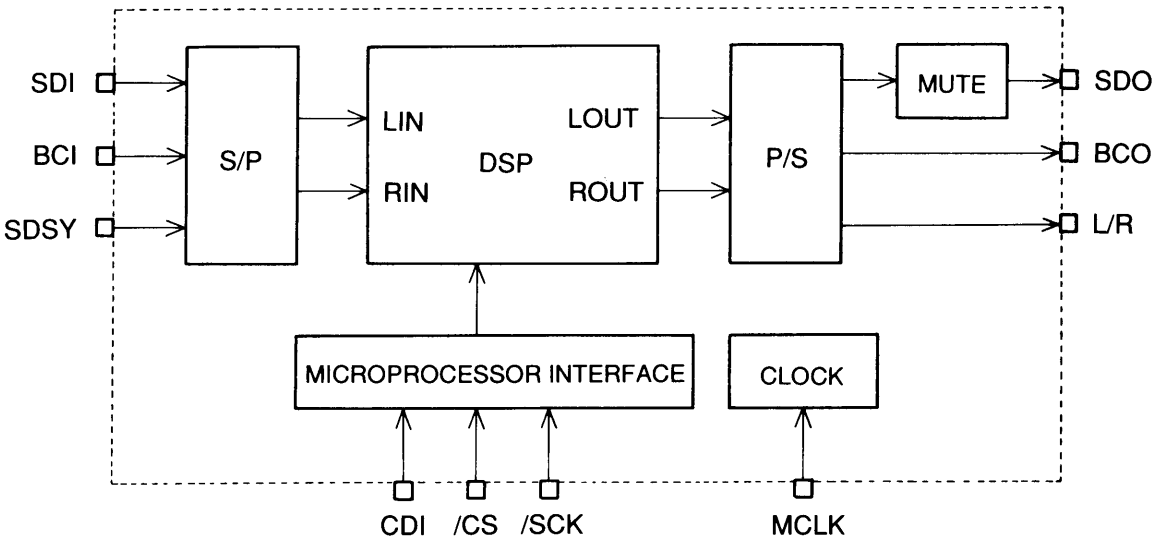 SDI
BCI
SDSY
S/P
LIN
RIN
DSP
LOUT
ROUT
P/S
MUTE
SDO
BCO
L/R
MICROPROCESSOR INTERFACE
CLOCK
CDI
/CS
/SCK
MCLK